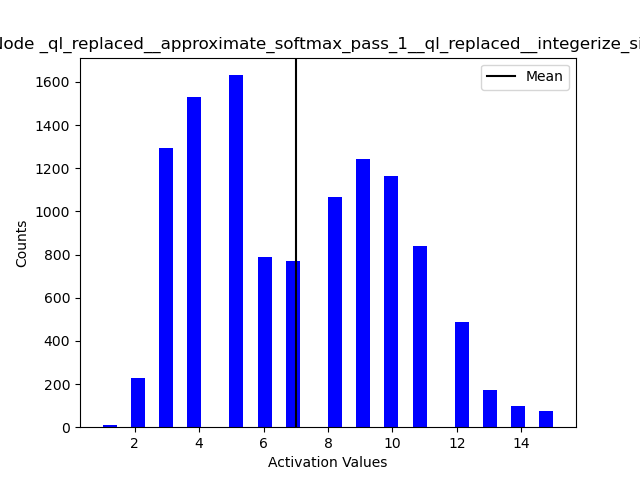 Node _ql_replaced__approximate_softmax_pass_1__ql_replaced__integerize_si
Mean
1600
1400
1200
1000
800
600
400
200
0
Counts
2 4 6 8 10 12 14
Activation Values